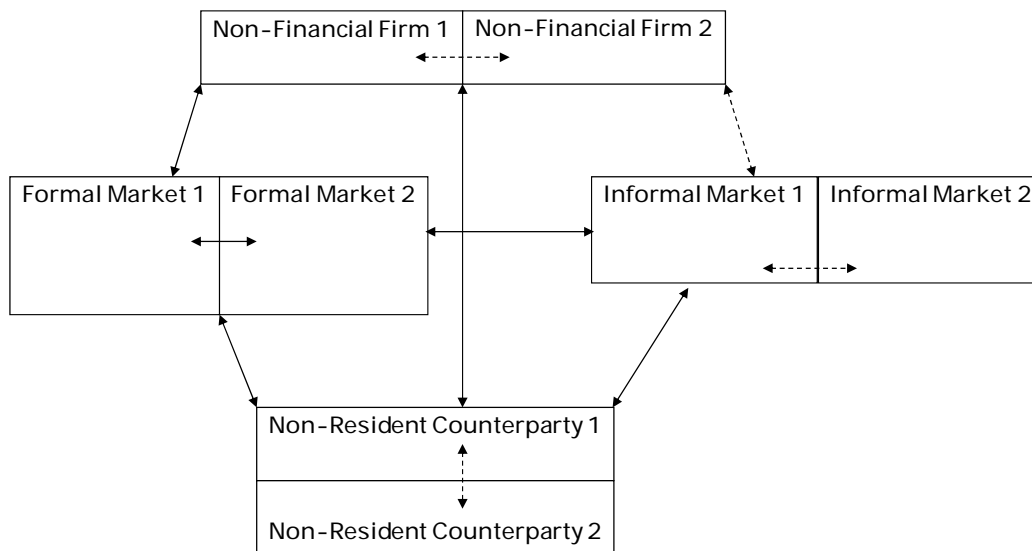 Non-Financial Firm 1
Non-Financial Firm 2
Formal Market 1
Formal Market 2
Informal Market 1
Informal Market 2
Non-Resident Counterparty 1
Non-Resident Counterparty 2